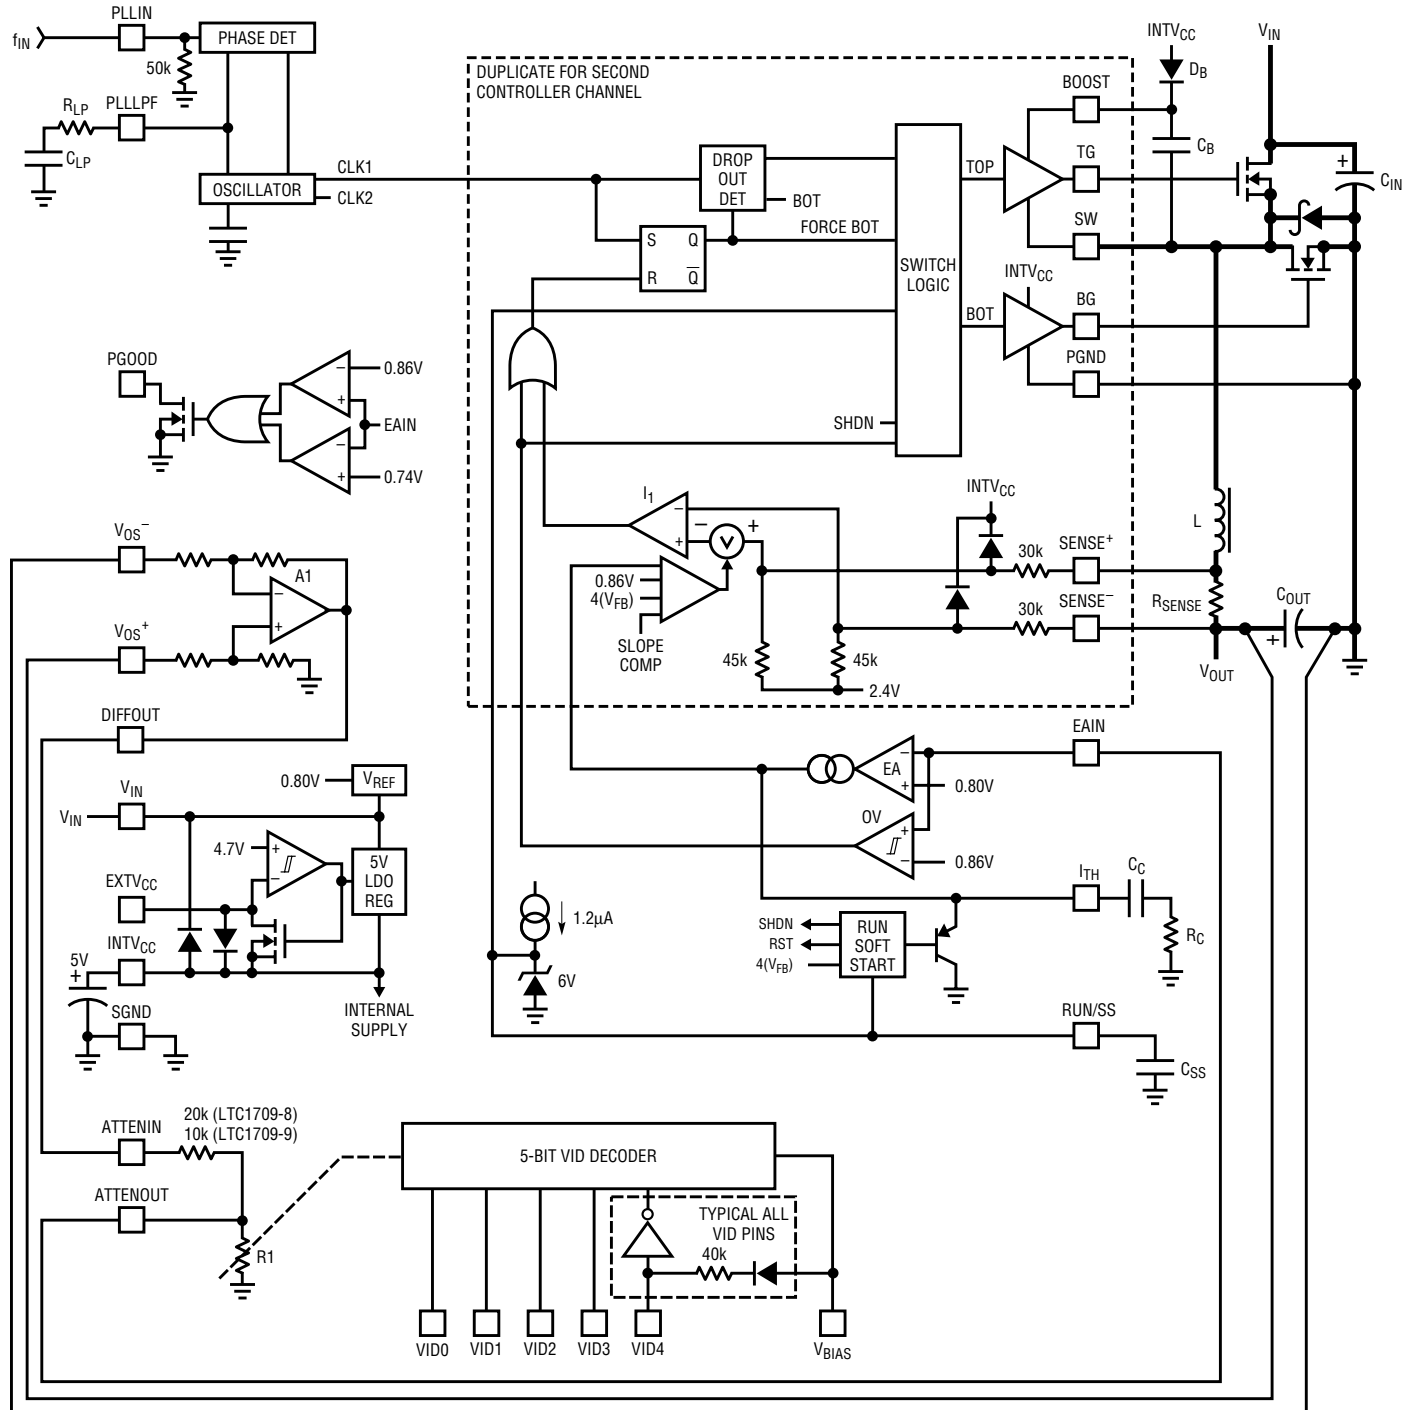 PLLIN
fIN
PHASE DET
50k
RLP
PLLLPF
CLP
OSCILLATOR
CLK1
CLK2
DUPLICATE FOR SECOND
CONTROLLER CHANNEL
DROP
OUT
DET
BOT
FORCE BOT
S
Q
R
Q̅
SWITCH
LOGIC
TOP
BOT
INTVCC
SHDN
BOOST
TG
SW
BG
PGND
INTVCC
DB
CB
VIN
+
CIN
PGOOD
−
0.86V
+
EAIN
−
+
0.74V
I1
−
+
−
+
V
0.86V
4(VFB)
SLOPE
COMP
45k
45k
2.4V
INTVCC
30k
SENSE+
30k
SENSE−
L
RSENSE
COUT
+
VOUT
VOS−
A1
−
+
VOS+
DIFFOUT
0.80V
VREF
VIN
VIN
4.7V
+
−
5V
LDO
REG
EXTVCC
INTVCC
5V
+
SGND
INTERNAL
SUPPLY
EAIN
−
EA
+
0.80V
OV
+
−
0.86V
1.2µA
6V
SHDN
RST
4(VFB)
RUN
SOFT
START
ITH
CC
RC
RUN/SS
CSS
ATTENIN
20k (LTC1709-8)
10k (LTC1709-9)
ATTENOUT
R1
5-BIT VID DECODER
TYPICAL ALL
VID PINS
40k
VID0
VID1
VID2
VID3
VID4
VBIAS